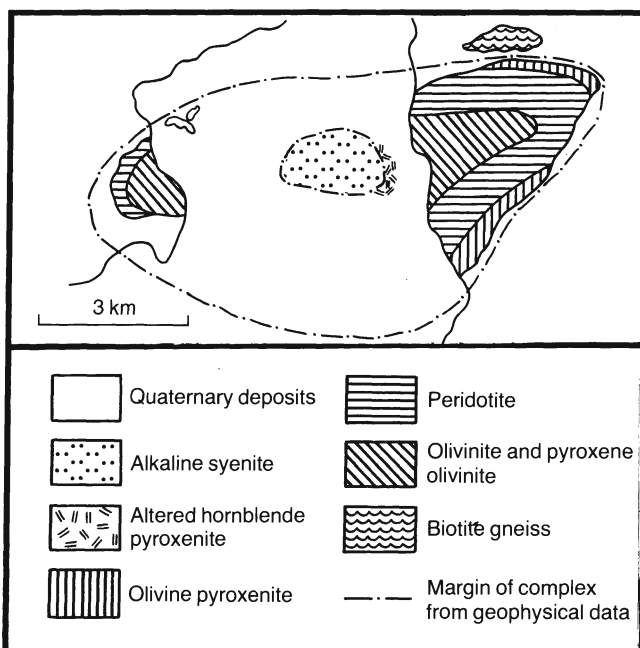 3 km
Quaternary deposits
Alkaline syenite
Altered hornblende
pyroxenite
Olivine pyroxenite
Peridotite
Olivinite and pyroxene
olivinite
Biotite gneiss
Margin of complex
from geophysical data